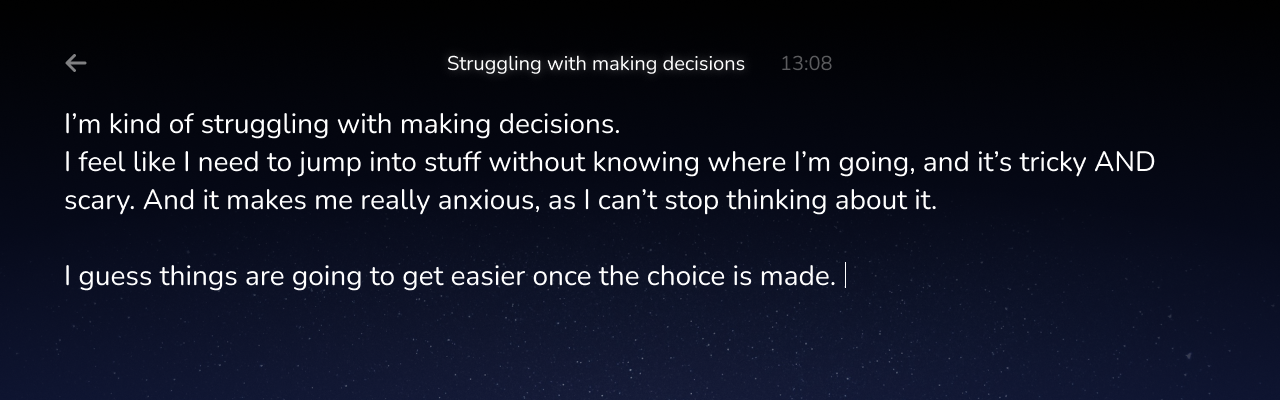 Struggling with making decisions 13:08
I’m kind of struggling with making decisions.
I feel like I need to jump into stuff without knowing where I’m going, and it’s tricky AND
scary. And it makes me really anxious, as I can’t stop thinking about it.
I guess things are going to get easier once the choice is made.